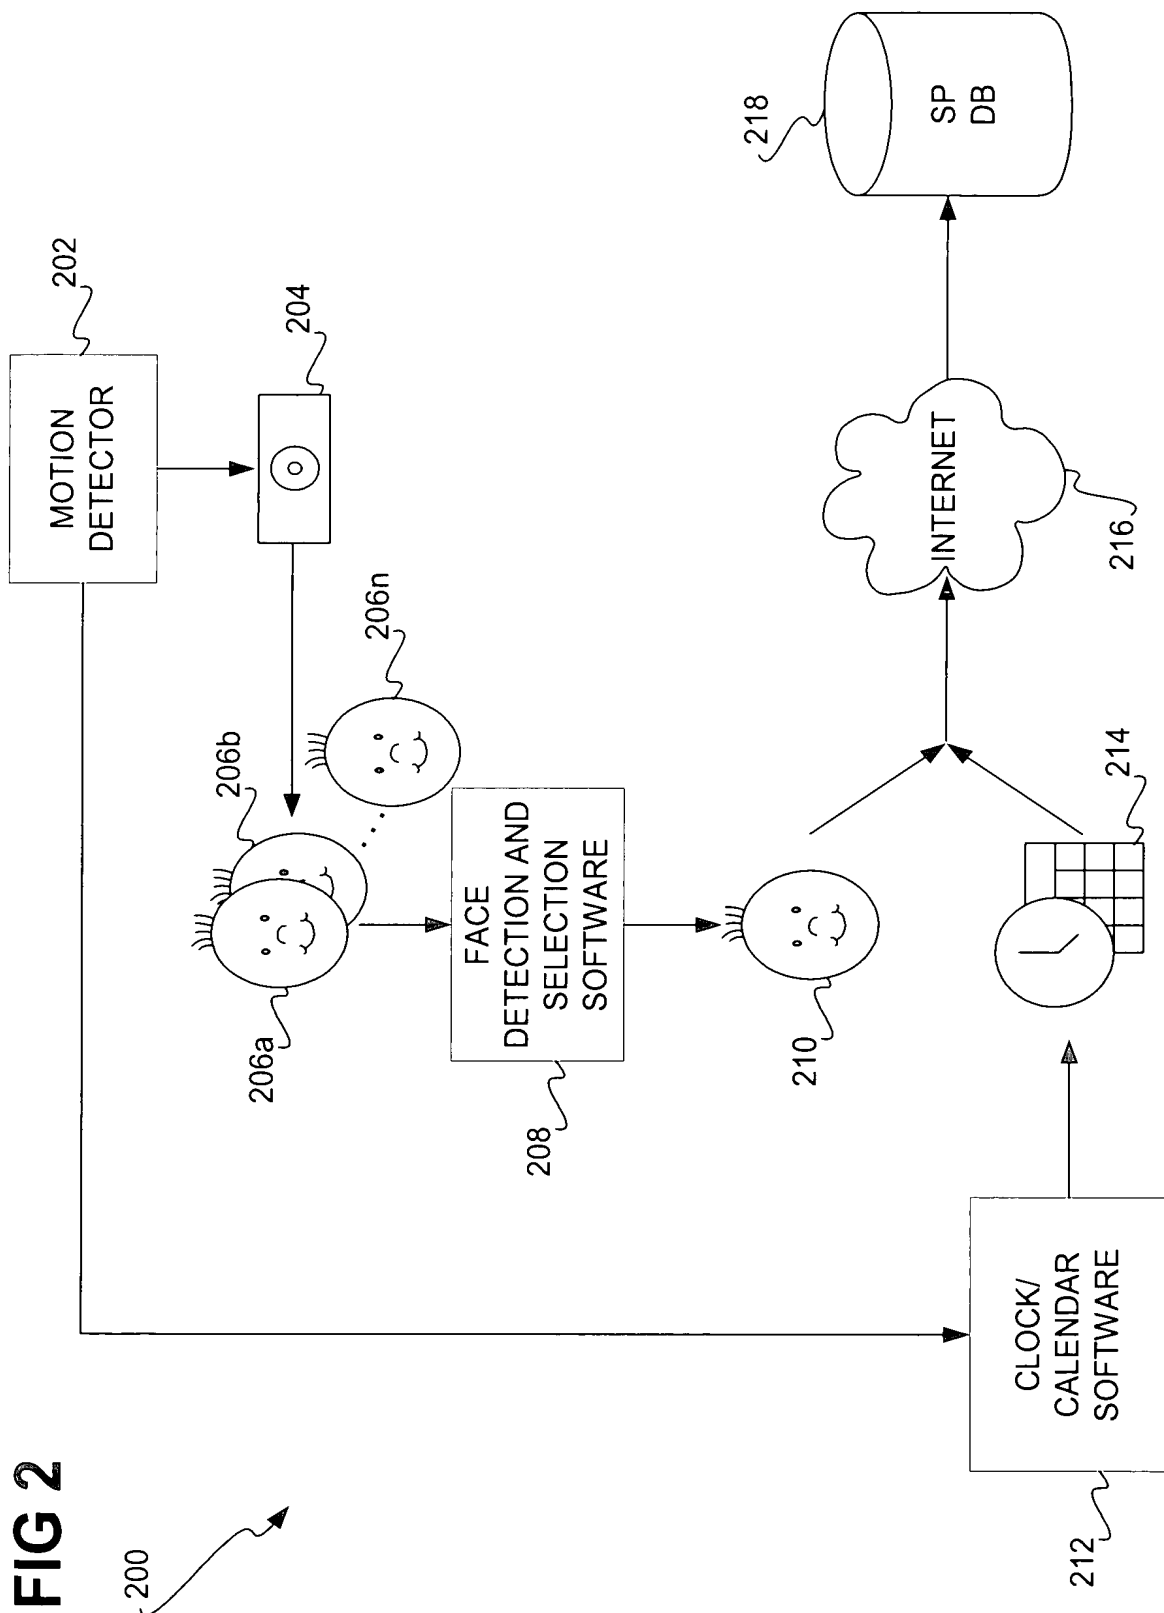 FIG 2
200
MOTION
DETECTOR
202
204
206a
206b
206n
FACE
DETECTION AND
SELECTION
SOFTWARE
208
210
CLOCK/
CALENDAR
SOFTWARE
212
214
INTERNET
216
SP
DB
218